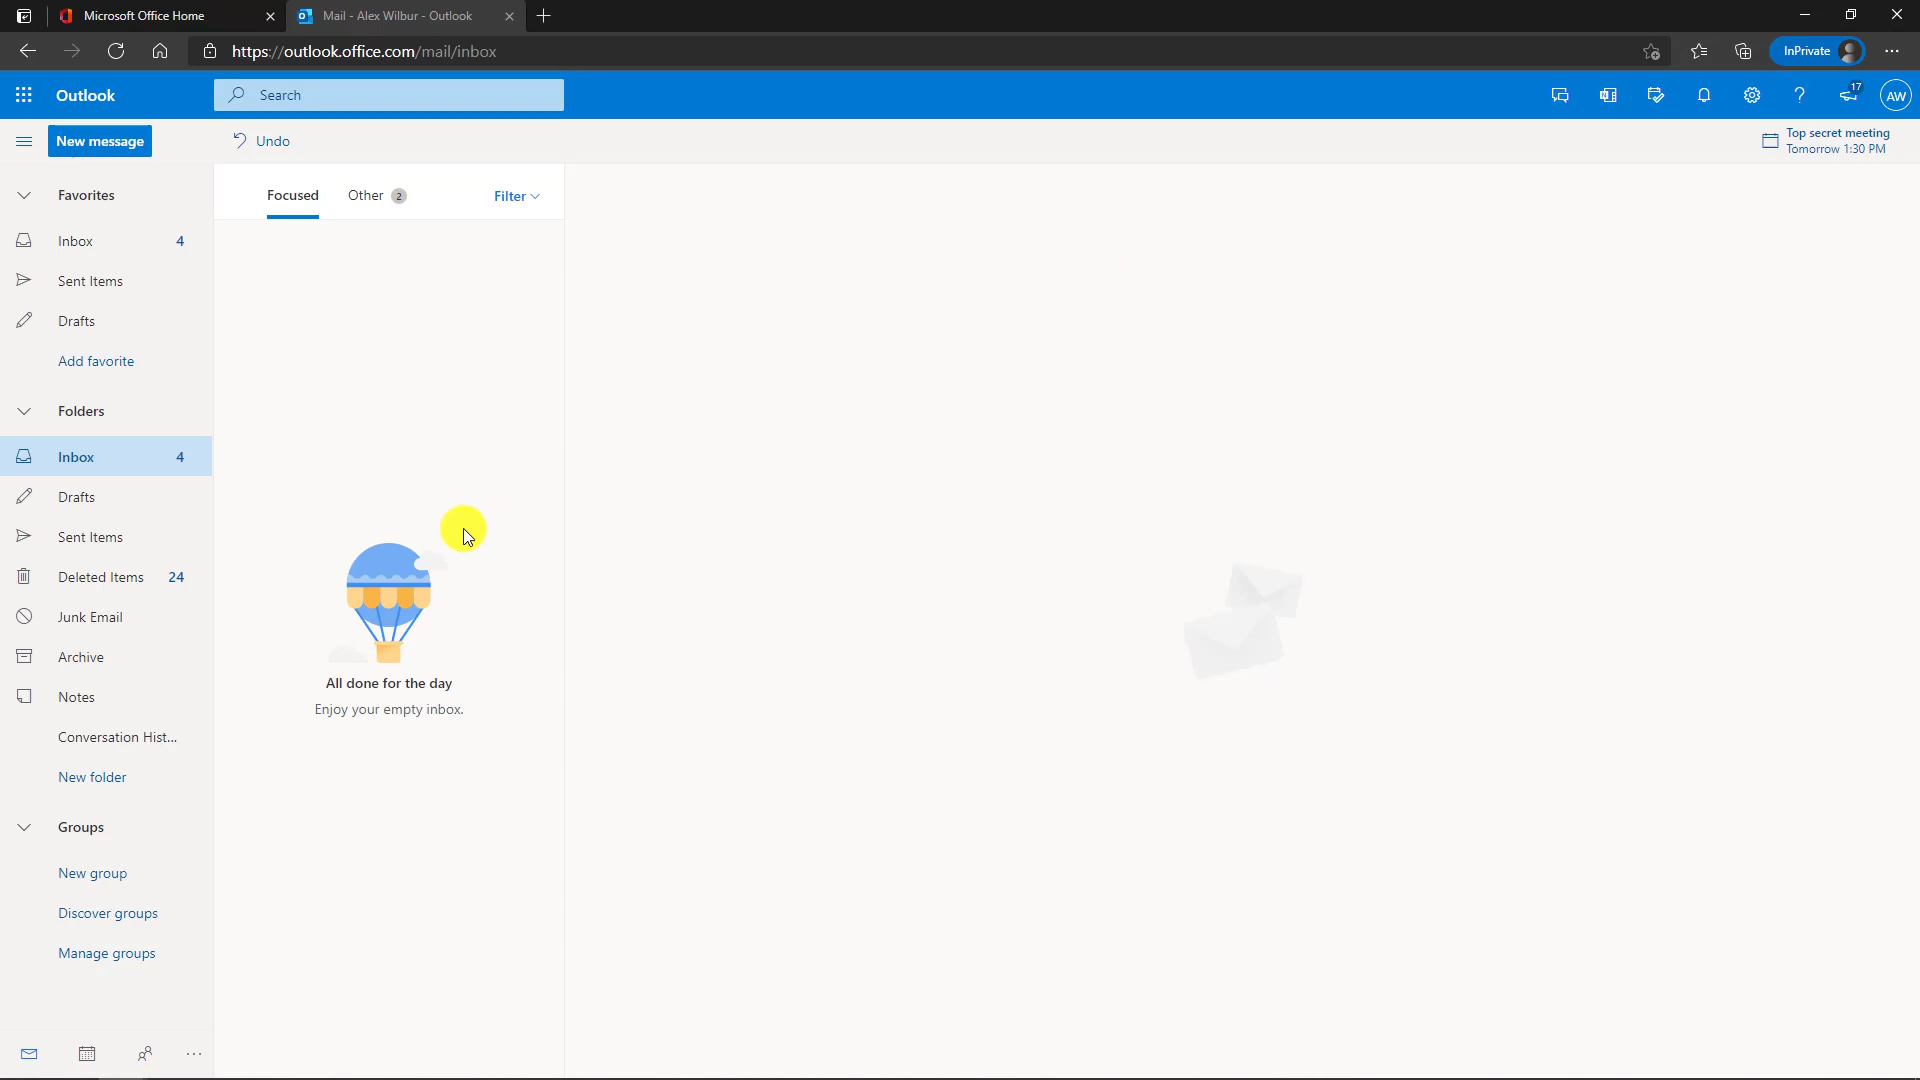 Microsoft Office Home
Mail - Alex Wilbur - Outlook
https://outlook.office.com/mail/inbox
InPrivate
Outlook
Search
17
AW
New message
Undo
Top secret meeting
Tomorrow 1:30 PM
Favorites
Focused
Other 2
Filter
Inbox 4
Sent Items
Drafts
Add favorite
Folders
Inbox 4
Drafts
Sent Items
Deleted Items 24
Junk Email
Archive
Notes
Conversation Hist...
New folder
All done for the day
Enjoy your empty inbox.
Groups
New group
Discover groups
Manage groups